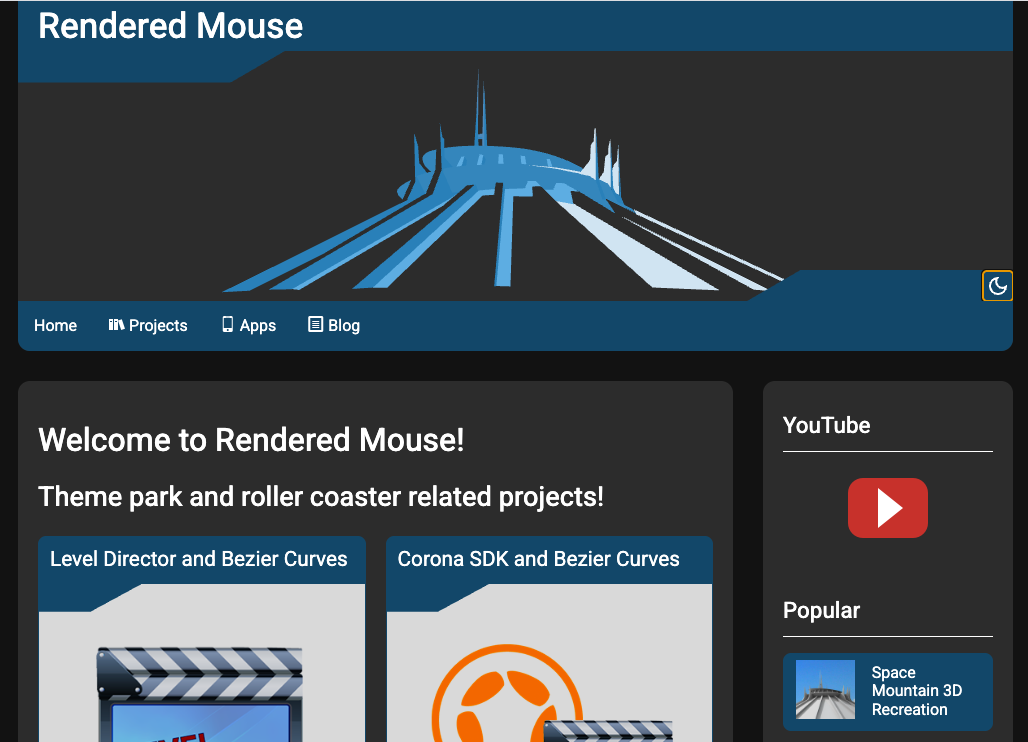 Rendered Mouse
Home Projects Apps Blog
Welcome to Rendered Mouse!
Theme park and roller coaster related projects!
Level Director and Bezier Curves
Corona SDK and Bezier Curves
YouTube
Popular
Space
Mountain 3D
Recreation